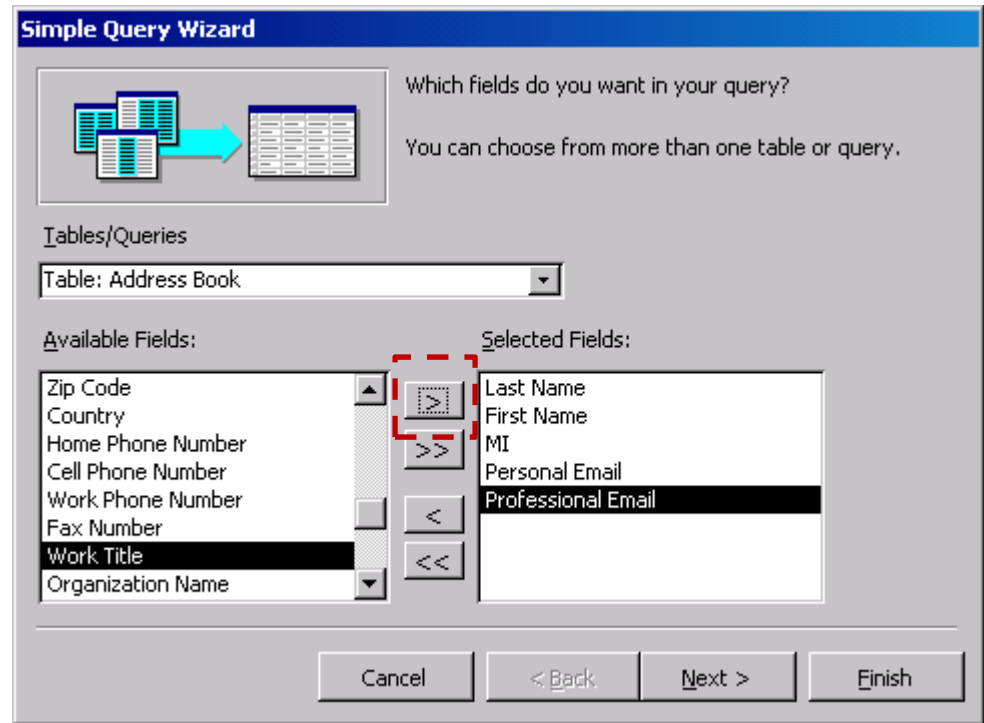 Simple Query Wizard
Which fields do you want in your query?
You can choose from more than one table or query.
Tables/Queries
Table: Address Book
Available Fields:
Zip Code
Country
Home Phone Number
Cell Phone Number
Work Phone Number
Fax Number
Work Title
Organization Name
>
>>
<
<<
Selected Fields:
Last Name
First Name
MI
Personal Email
Professional Email
Cancel
< Back
Next >
Finish